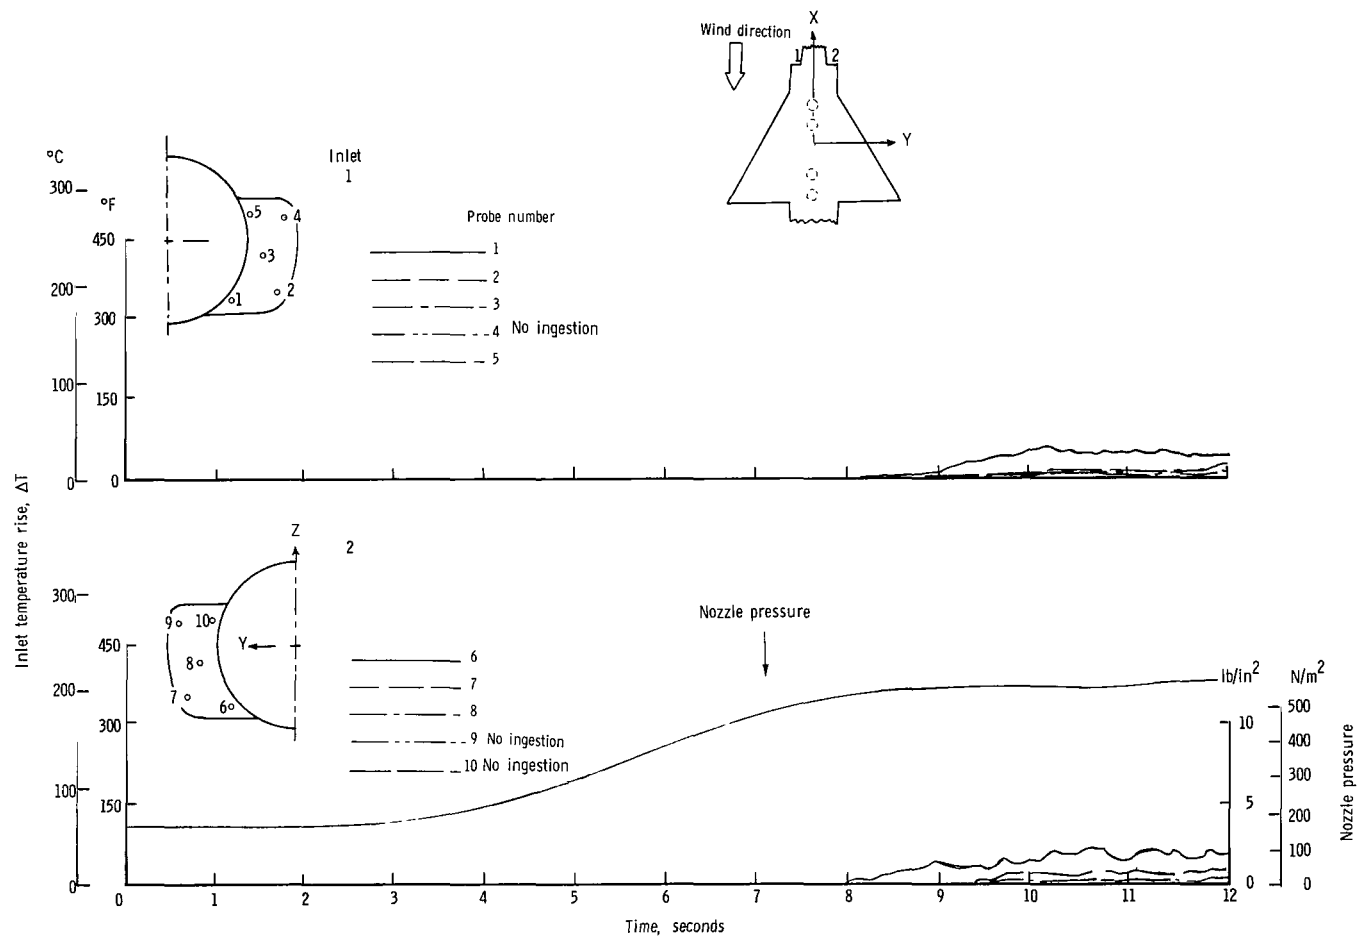 X
Wind direction
1 2
Y
°C
Inlet
1
300
°F
5
4
Probe number
450
1
3
2
200
1
2
3
300
4 No ingestion
5
100
150
0
0
Inlet temperature rise, ΔT
Z
2
300
Nozzle pressure
9
10
450
Y
6
8
lb/in²
N/m²
200
7
7
500
6
8
300
10
9 No ingestion
400
10 No ingestion
300
100
150
5
200
Nozzle pressure
100
0
0
0
0 1 2 3 4 5 6 7 8 9 10 11 12
Time, seconds